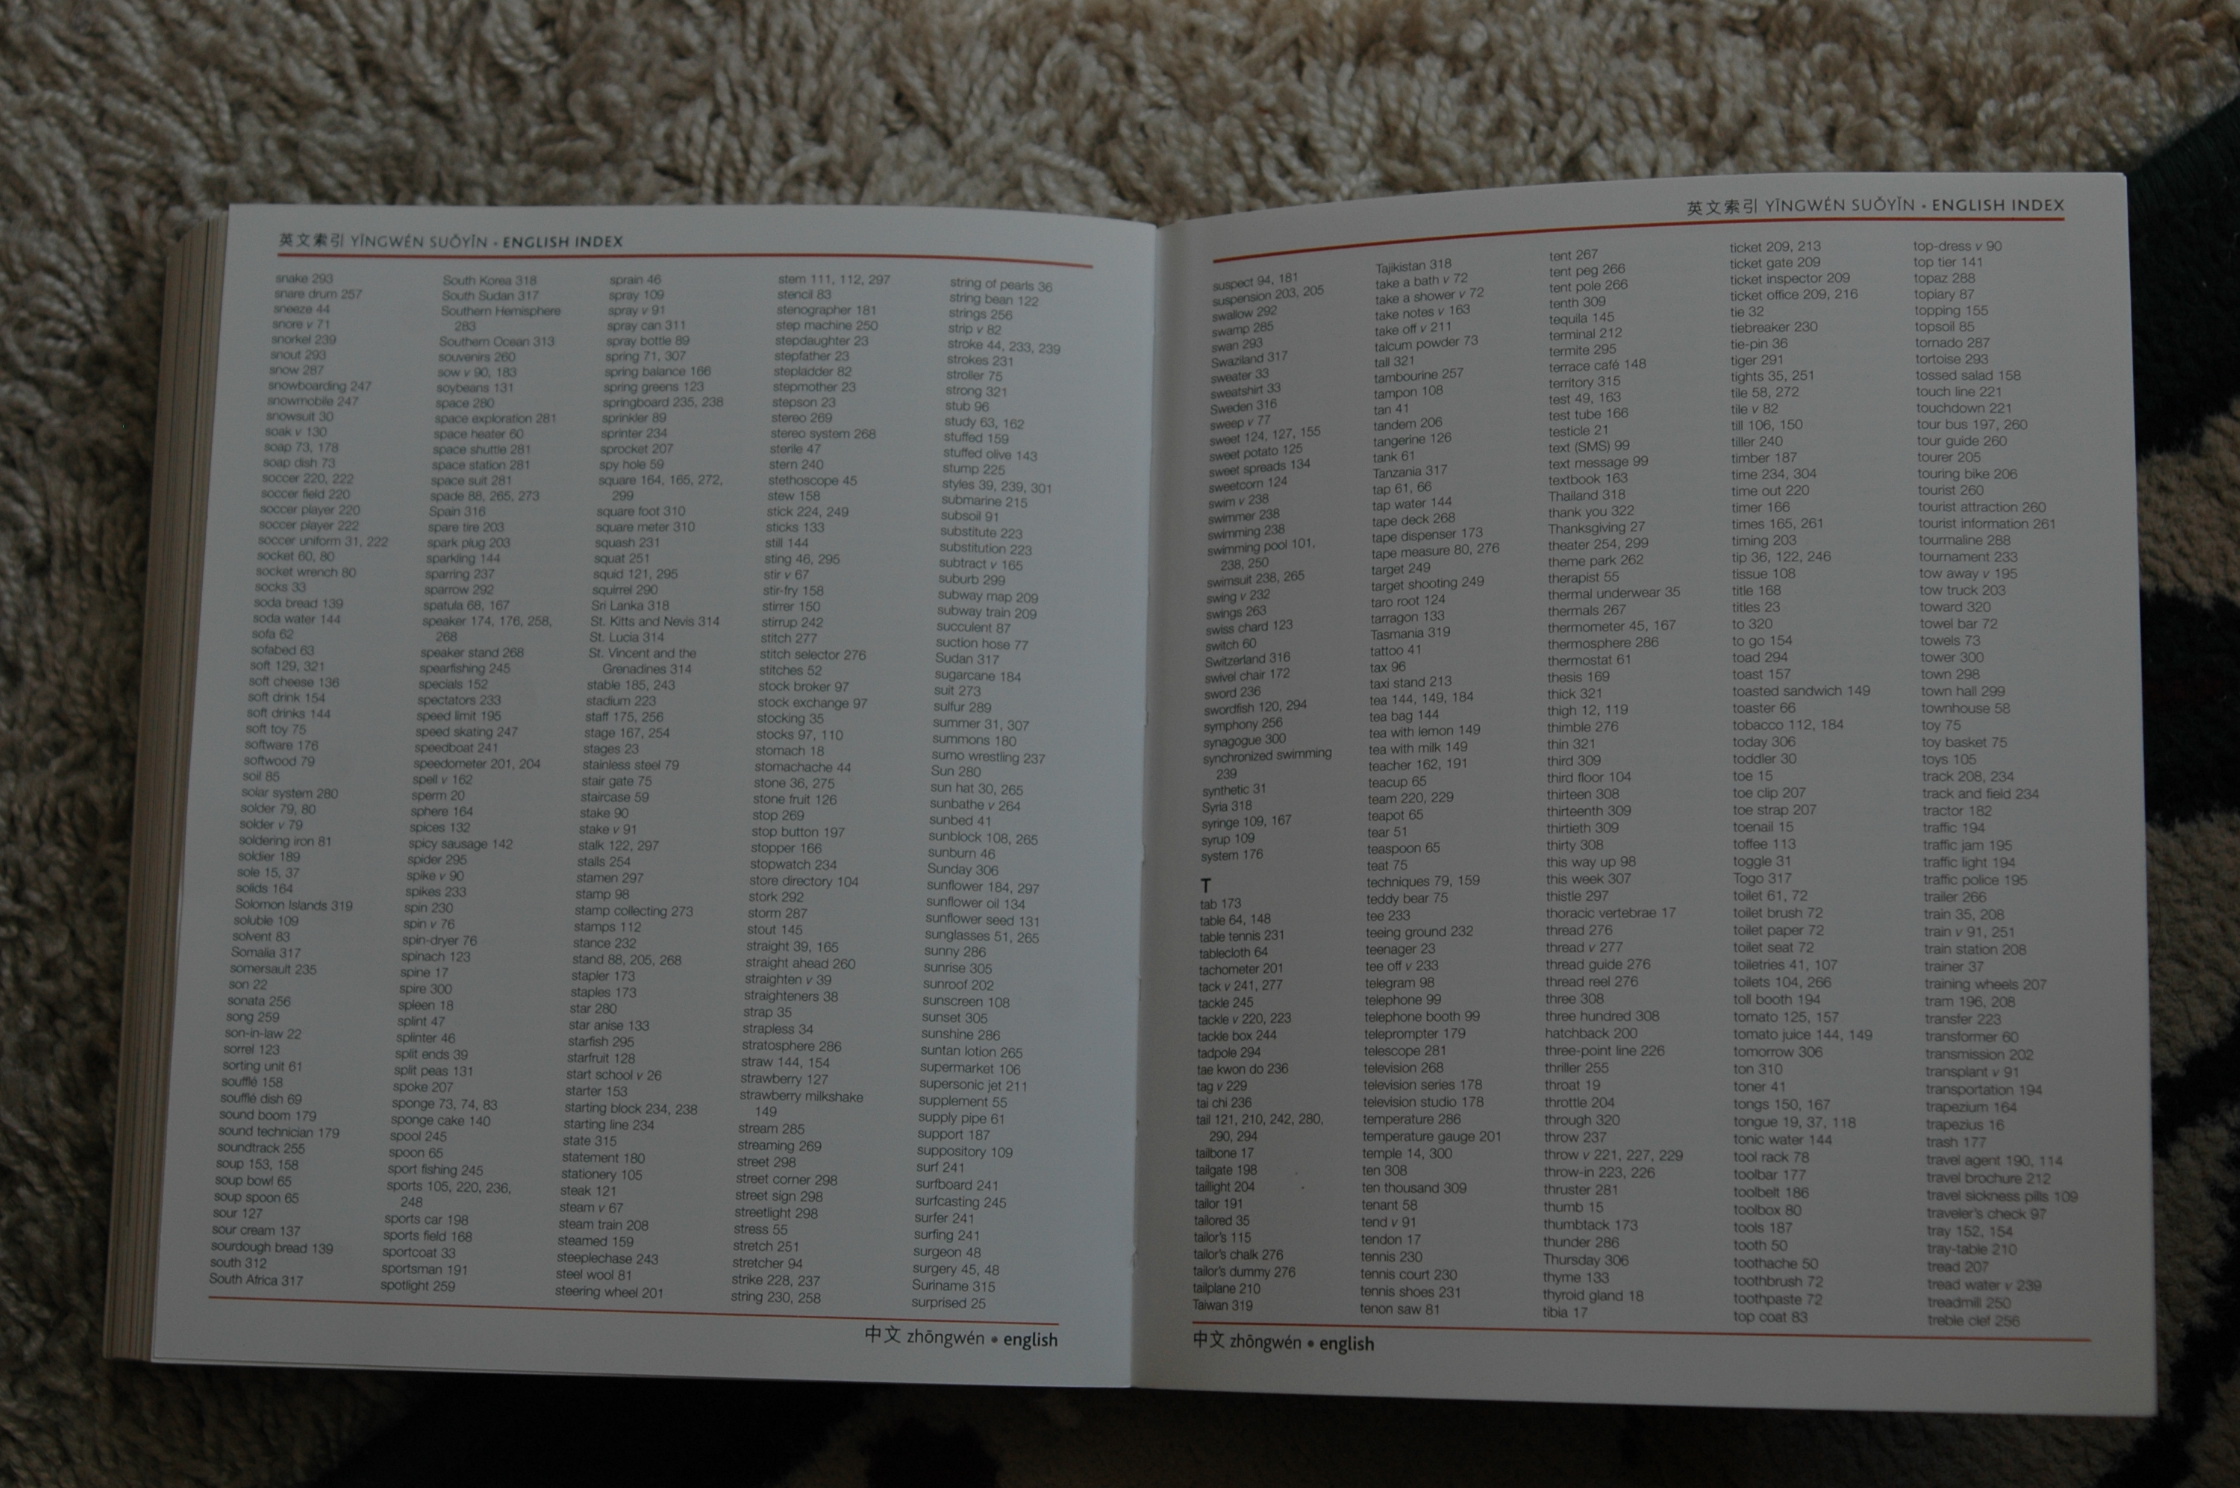 英文索引 YĪNGWÉN SUǑYǏN • ENGLISH INDEX
snake 293
snare drum 257
sneeze 44
snore v 71
snorkel 239
snout 293
snow 287
snowboarding 247
snowmobile 247
snowsuit 30
soak v 130
soap 73, 178
soap dish 73
soccer 220, 222
soccer field 220
soccer player 220
soccer player 222
soccer uniform 31, 222
socket 60, 80
socket wrench 80
socks 33
soda bread 139
soda water 144
sofa 62
sofabed 63
soft 129, 321
soft cheese 136
soft drink 154
soft drinks 144
soft toy 75
software 176
softwood 79
soil 85
solar system 280
solder 79, 80
solder v 79
soldering iron 81
soldier 189
sole 15, 37
solids 164
Solomon Islands 319
soluble 109
solvent 83
Somalia 317
somersault 235
son 22
sonata 256
song 259
son-in-law 22
sorrel 123
sorting unit 61
soufflé 158
soufflé dish 69
sound boom 179
sound technician 179
soundtrack 255
soup 153, 158
soup bowl 65
soup spoon 65
sour 127
sour cream 137
sourdough bread 139
south 312
South Africa 317
South Korea 318
South Sudan 317
Southern Hemisphere
283
Southern Ocean 313
souvenirs 260
sow v 90, 183
soybeans 131
space 280
space exploration 281
space heater 60
space shuttle 281
space station 281
space suit 281
spade 88, 265, 273
Spain 316
spare tire 203
spark plug 203
sparkling 144
sparring 237
sparrow 292
spatula 68, 167
speaker 174, 176, 258,
268
speaker stand 268
spearfishing 245
specials 152
spectators 233
speed limit 195
speed skating 247
speedboat 241
speedometer 201, 204
spell v 162
sperm 20
sphere 164
spices 132
spicy sausage 142
spider 295
spike v 90
spikes 233
spin 230
spin v 76
spin-dryer 76
spinach 123
spine 17
spire 300
spleen 18
splint 47
splinter 46
split ends 39
split peas 131
spoke 207
sponge 73, 74, 83
sponge cake 140
spool 245
spoon 65
sport fishing 245
sports 105, 220, 236,
248
sports car 198
sports field 168
sportcoat 33
sportsman 191
spotlight 259
sprain 46
spray 109
spray v 91
spray can 311
spray bottle 89
spring 71, 307
spring balance 166
spring greens 123
springboard 235, 238
sprinkler 89
sprinter 234
sprocket 207
spy hole 59
square 164, 165, 272,
299
square foot 310
square meter 310
squash 231
squat 251
squid 121, 295
squirrel 290
Sri Lanka 318
St. Kitts and Nevis 314
St. Lucia 314
St. Vincent and the
Grenadines 314
stable 185, 243
stadium 223
staff 175, 256
stage 167, 254
stages 23
stainless steel 79
stair gate 75
staircase 59
stake 90
stake v 91
stalk 122, 297
stalls 254
stamen 297
stamp 98
stamp collecting 273
stamps 112
stance 232
stand 88, 205, 268
stapler 173
staples 173
star 280
star anise 133
starfish 295
starfruit 128
start school v 26
starter 153
starting block 234, 238
starting line 234
state 315
statement 180
stationery 105
steak 121
steam v 67
steam train 208
steamed 159
steeplechase 243
steel wool 81
steering wheel 201
stem 111, 112, 297
stencil 83
stenographer 181
step machine 250
stepdaughter 23
stepfather 23
stepladder 82
stepmother 23
stepson 23
stereo 269
stereo system 268
sterile 47
stern 240
stethoscope 45
stew 158
stick 224, 249
sticks 133
still 144
sting 46, 295
stir v 67
stir-fry 158
stirrer 150
stirrup 242
stitch 277
stitch selector 276
stitches 52
stock broker 97
stock exchange 97
stocking 35
stocks 97, 110
stomach 18
stomachache 44
stone 36, 275
stone fruit 126
stop 269
stop button 197
stopper 166
stopwatch 234
store directory 104
stork 292
storm 287
stout 145
straight 39, 165
straight ahead 260
straighten v 39
straighteners 38
strap 35
strapless 34
stratosphere 286
straw 144, 154
strawberry 127
strawberry milkshake
149
stream 285
streaming 269
street 298
street corner 298
street sign 298
streetlight 298
stress 55
stretch 251
stretcher 94
strike 228, 237
string 230, 258
string of pearls 36
string bean 122
strings 256
strip v 82
stroke 44, 233, 239
strokes 231
stroller 75
strong 321
stub 96
study 63, 162
stuffed 159
stuffed olive 143
stump 225
styles 39, 239, 301
submarine 215
subsoil 91
substitute 223
substitution 223
subtract v 165
suburb 299
subway map 209
subway train 209
succulent 87
suction hose 77
Sudan 317
sugarcane 184
suit 273
sulfur 289
summer 31, 307
summons 180
sumo wrestling 237
Sun 280
sun hat 30, 265
sunbathe v 264
sunbed 41
sunblock 108, 265
sunburn 46
Sunday 306
sunflower 184, 297
sunflower oil 134
sunflower seed 131
sunglasses 51, 265
sunny 286
sunrise 305
sunroof 202
sunscreen 108
sunset 305
sunshine 286
suntan lotion 265
supermarket 106
supersonic jet 211
supplement 55
supply pipe 61
support 187
suppository 109
surf 241
surfboard 241
surfcasting 245
surfer 241
surfing 241
surgeon 48
surgery 45, 48
Suriname 315
surprised 25
中文 zhōngwén • english
英文索引 YĪNGWÉN SUǑYǏN • ENGLISH INDEX
suspect 94, 181
suspension 203, 205
swallow 292
swamp 285
swan 293
Swaziland 317
sweater 33
sweatshirt 33
Sweden 316
sweep v 77
sweet 124, 127, 155
sweet potato 125
sweet spreads 134
sweetcorn 124
swim v 238
swimmer 238
swimming 238
swimming pool 101,
238, 250
swimsuit 238, 265
swing v 232
swings 263
swiss chard 123
switch 60
Switzerland 316
swivel chair 172
sword 236
swordfish 120, 294
symphony 256
synagogue 300
synchronized swimming
239
synthetic 31
Syria 318
syringe 109, 167
syrup 109
system 176
T
tab 173
table 64, 148
table tennis 231
tablecloth 64
tachometer 201
tack v 241, 277
tackle 245
tackle v 220, 223
tackle box 244
tadpole 294
tae kwon do 236
tag v 229
tai chi 236
tail 121, 210, 242, 280,
290, 294
tailbone 17
tailgate 198
taillight 204
tailor 191
tailored 35
tailor's 115
tailor's chalk 276
tailor's dummy 276
tailplane 210
Taiwan 319
Tajikistan 318
take a bath v 72
take a shower v 72
take notes v 163
take off v 211
talcum powder 73
tall 321
tambourine 257
tampon 108
tan 41
tandem 206
tangerine 126
tank 61
Tanzania 317
tap 61, 66
tap water 144
tape deck 268
tape dispenser 173
tape measure 80, 276
target 249
target shooting 249
taro root 124
tarragon 133
Tasmania 319
tattoo 41
tax 96
taxi stand 213
tea 144, 149, 184
tea bag 144
tea with lemon 149
tea with milk 149
teacher 162, 191
teacup 65
team 220, 229
teapot 65
tear 51
teaspoon 65
teat 75
techniques 79, 159
teddy bear 75
tee 233
teeing ground 232
teenager 23
tee off v 233
telegram 98
telephone 99
telephone booth 99
teleprompter 179
telescope 281
television 268
television series 178
television studio 178
temperature 286
temperature gauge 201
temple 14, 300
ten 308
ten thousand 309
tenant 58
tend v 91
tendon 17
tennis 230
tennis court 230
tennis shoes 231
tenon saw 81
tent 267
tent peg 266
tent pole 266
tenth 309
tequila 145
terminal 212
termite 295
terrace café 148
territory 315
test 49, 163
test tube 166
testicle 21
text (SMS) 99
text message 99
textbook 163
Thailand 318
thank you 322
Thanksgiving 27
theater 254, 299
theme park 262
therapist 55
thermal underwear 35
thermals 267
thermometer 45, 167
thermosphere 286
thermostat 61
thesis 169
thick 321
thigh 12, 119
thimble 276
thin 321
third 309
third floor 104
thirteen 308
thirteenth 309
thirtieth 309
thirty 308
this way up 98
this week 307
thistle 297
thoracic vertebrae 17
thread 276
thread v 277
thread guide 276
thread reel 276
three 308
three hundred 308
hatchback 200
three-point line 226
thriller 255
throat 19
throttle 204
through 320
throw 237
throw v 221, 227, 229
throw-in 223, 226
thruster 281
thumb 15
thumbtack 173
thunder 286
Thursday 306
thyme 133
thyroid gland 18
tibia 17
ticket 209, 213
ticket gate 209
ticket inspector 209
ticket office 209, 216
tie 32
tiebreaker 230
tie-pin 36
tiger 291
tights 35, 251
tile 58, 272
tile v 82
till 106, 150
tiller 240
timber 187
time 234, 304
time out 220
timer 166
times 165, 261
timing 203
tip 36, 122, 246
tissue 108
title 168
titles 23
to 320
to go 154
toad 294
toast 157
toasted sandwich 149
toaster 66
tobacco 112, 184
today 306
toddler 30
toe 15
toe clip 207
toe strap 207
toenail 15
toffee 113
toggle 31
Togo 317
toilet 61, 72
toilet brush 72
toilet paper 72
toilet seat 72
toiletries 41, 107
toilets 104, 266
toll booth 194
tomato 125, 157
tomato juice 144, 149
tomorrow 306
ton 310
toner 41
tongs 150, 167
tongue 19, 37, 118
tonic water 144
tool rack 78
toolbar 177
toolbelt 186
toolbox 80
tools 187
tooth 50
toothache 50
toothbrush 72
toothpaste 72
top coat 83
top-dress v 90
top tier 141
topaz 288
topiary 87
topping 155
topsoil 85
tornado 287
tortoise 293
tossed salad 158
touch line 221
touchdown 221
tour bus 197, 260
tour guide 260
tourer 205
touring bike 206
tourist 260
tourist attraction 260
tourist information 261
tourmaline 288
tournament 233
tow away v 195
tow truck 203
toward 320
towel bar 72
towels 73
tower 300
town 298
town hall 299
townhouse 58
toy 75
toy basket 75
toys 105
track 208, 234
track and field 234
tractor 182
traffic 194
traffic jam 195
traffic light 194
traffic police 195
trailer 266
train 35, 208
train v 91, 251
train station 208
trainer 37
training wheels 207
tram 196, 208
transfer 223
transformer 60
transmission 202
transplant v 91
transportation 194
trapezium 164
trapezius 16
trash 177
travel agent 190, 114
travel brochure 212
travel sickness pills 109
traveler's check 97
tray 152, 154
tray-table 210
tread 207
tread water v 239
treadmill 250
treble clef 256
中文 zhōngwén • english